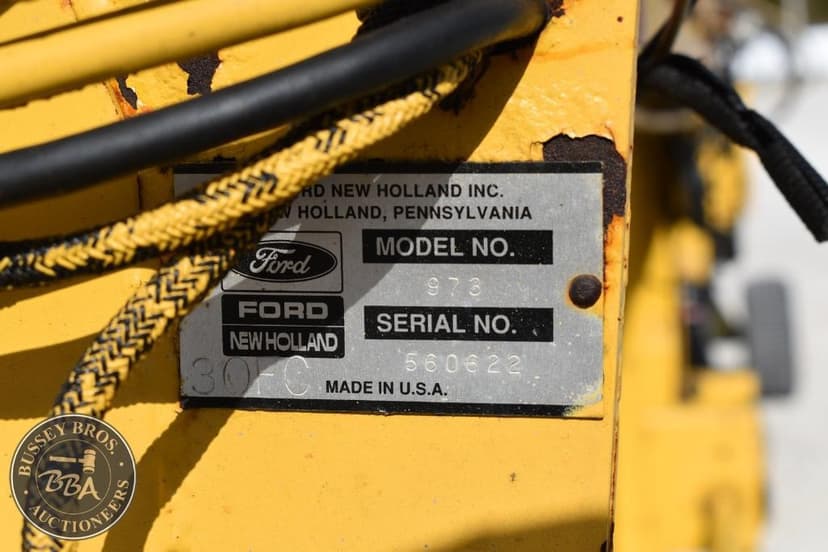 RD NEW HOLLAND INC.
W HOLLAND, PENNSYLVANIA
Ford
MODEL NO.
973
FORD
NEW HOLLAND
SERIAL NO.
560622
MADE IN U.S.A.
BUSSEY BROS.
BBA
AUCTIONEERS